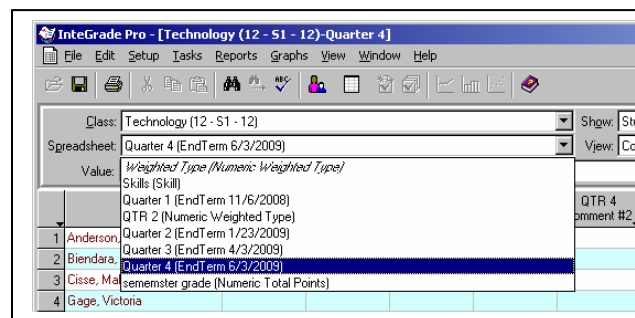 InteGrade Pro - [Technology (12 - S1 - 12)-Quarter 4]
File Edit Setup Tasks Reports Graphs View Window Help
ABC
Class: Technology (12 - S1 - 12) Show: Stu
Spreadsheet: Quarter 4 (EndTerm 6/3/2009) View: Co
Value: Weighted Type (Numeric Weighted Type)
Skills (Skill)
Quarter 1 (EndTerm 11/6/2008) QTR 4
QTR 2 (Numeric Weighted Type) omment #2
Quarter 2 (EndTerm 1/23/2009)
1 Anderson, Quarter 3 (EndTerm 4/3/2009)
2 Biendara, Quarter 4 (EndTerm 6/3/2009)
3 Cisse, Ma sememster grade (Numeric Total Points)
4 Gage, Victoria